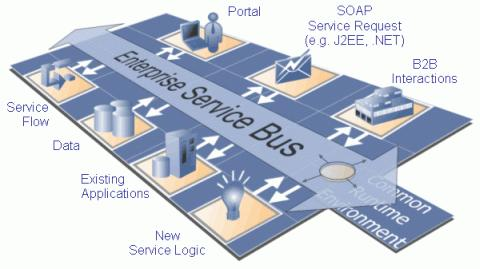 Portal
SOAP
Service Request
(e.g. J2EE, .NET)
B2B
Interactions
Enterprise Service Bus
Service
Flow
Data
Existing
Applications
New
Service Logic
Common
Runtime
Environment